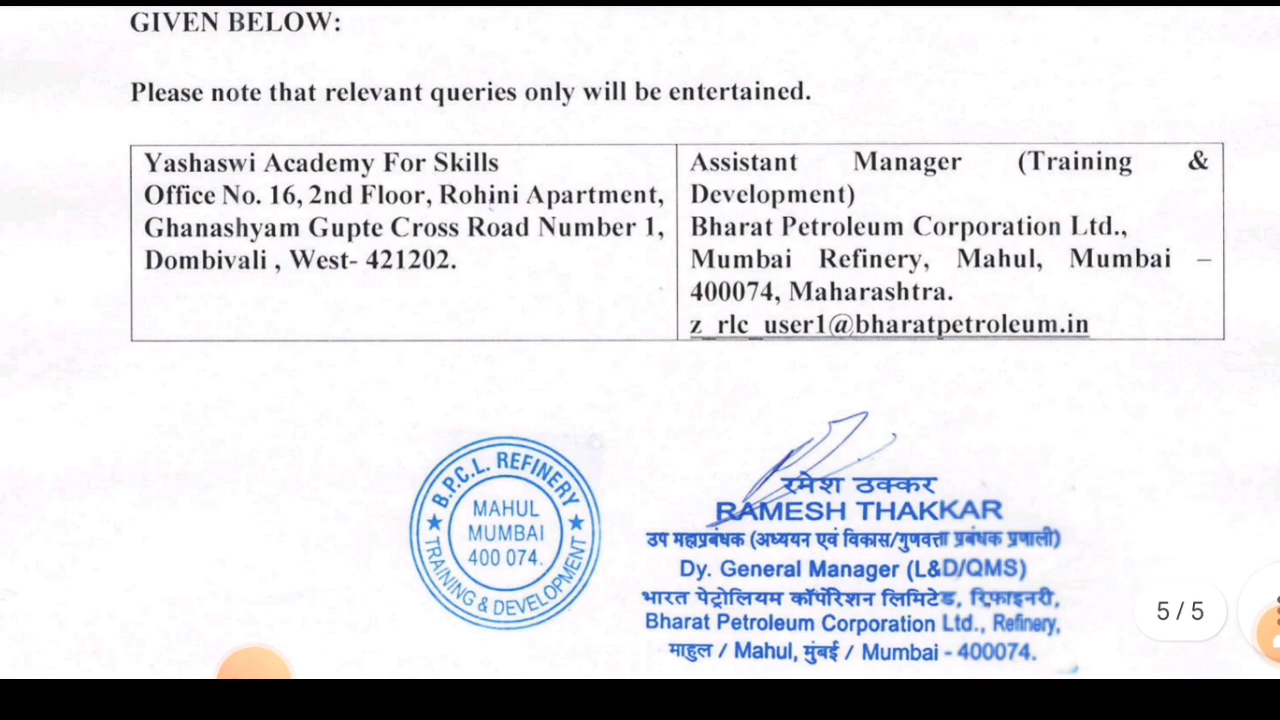 GIVEN BELOW:
Please note that relevant queries only will be entertained.
Yashaswi Academy For Skills
Office No. 16, 2nd Floor, Rohini Apartment,
Ghanashyam Gupte Cross Road Number 1,
Dombivali , West- 421202.
Assistant Manager (Training &
Development)
Bharat Petroleum Corporation Ltd.,
Mumbai Refinery, Mahul, Mumbai –
400074, Maharashtra.
z_rlc_user1@bharatpetroleum.in
B.P.C.L. REFINERY
MAHUL
MUMBAI
400 074.
TRAINING & DEVELOPMENT
रमेश ठक्कर
RAMESH THAKKAR
उप महाप्रबंधक (अध्ययन एवं विकास/गुणवत्ता प्रबंधक प्रणाली)
Dy. General Manager (L&D/QMS)
भारत पेट्रोलियम कॉर्पोरेशन लिमिटेड, रिफाइनरी,
Bharat Petroleum Corporation Ltd., Refinery,
माहुल / Mahul, मुंबई / Mumbai - 400074.
5 / 5